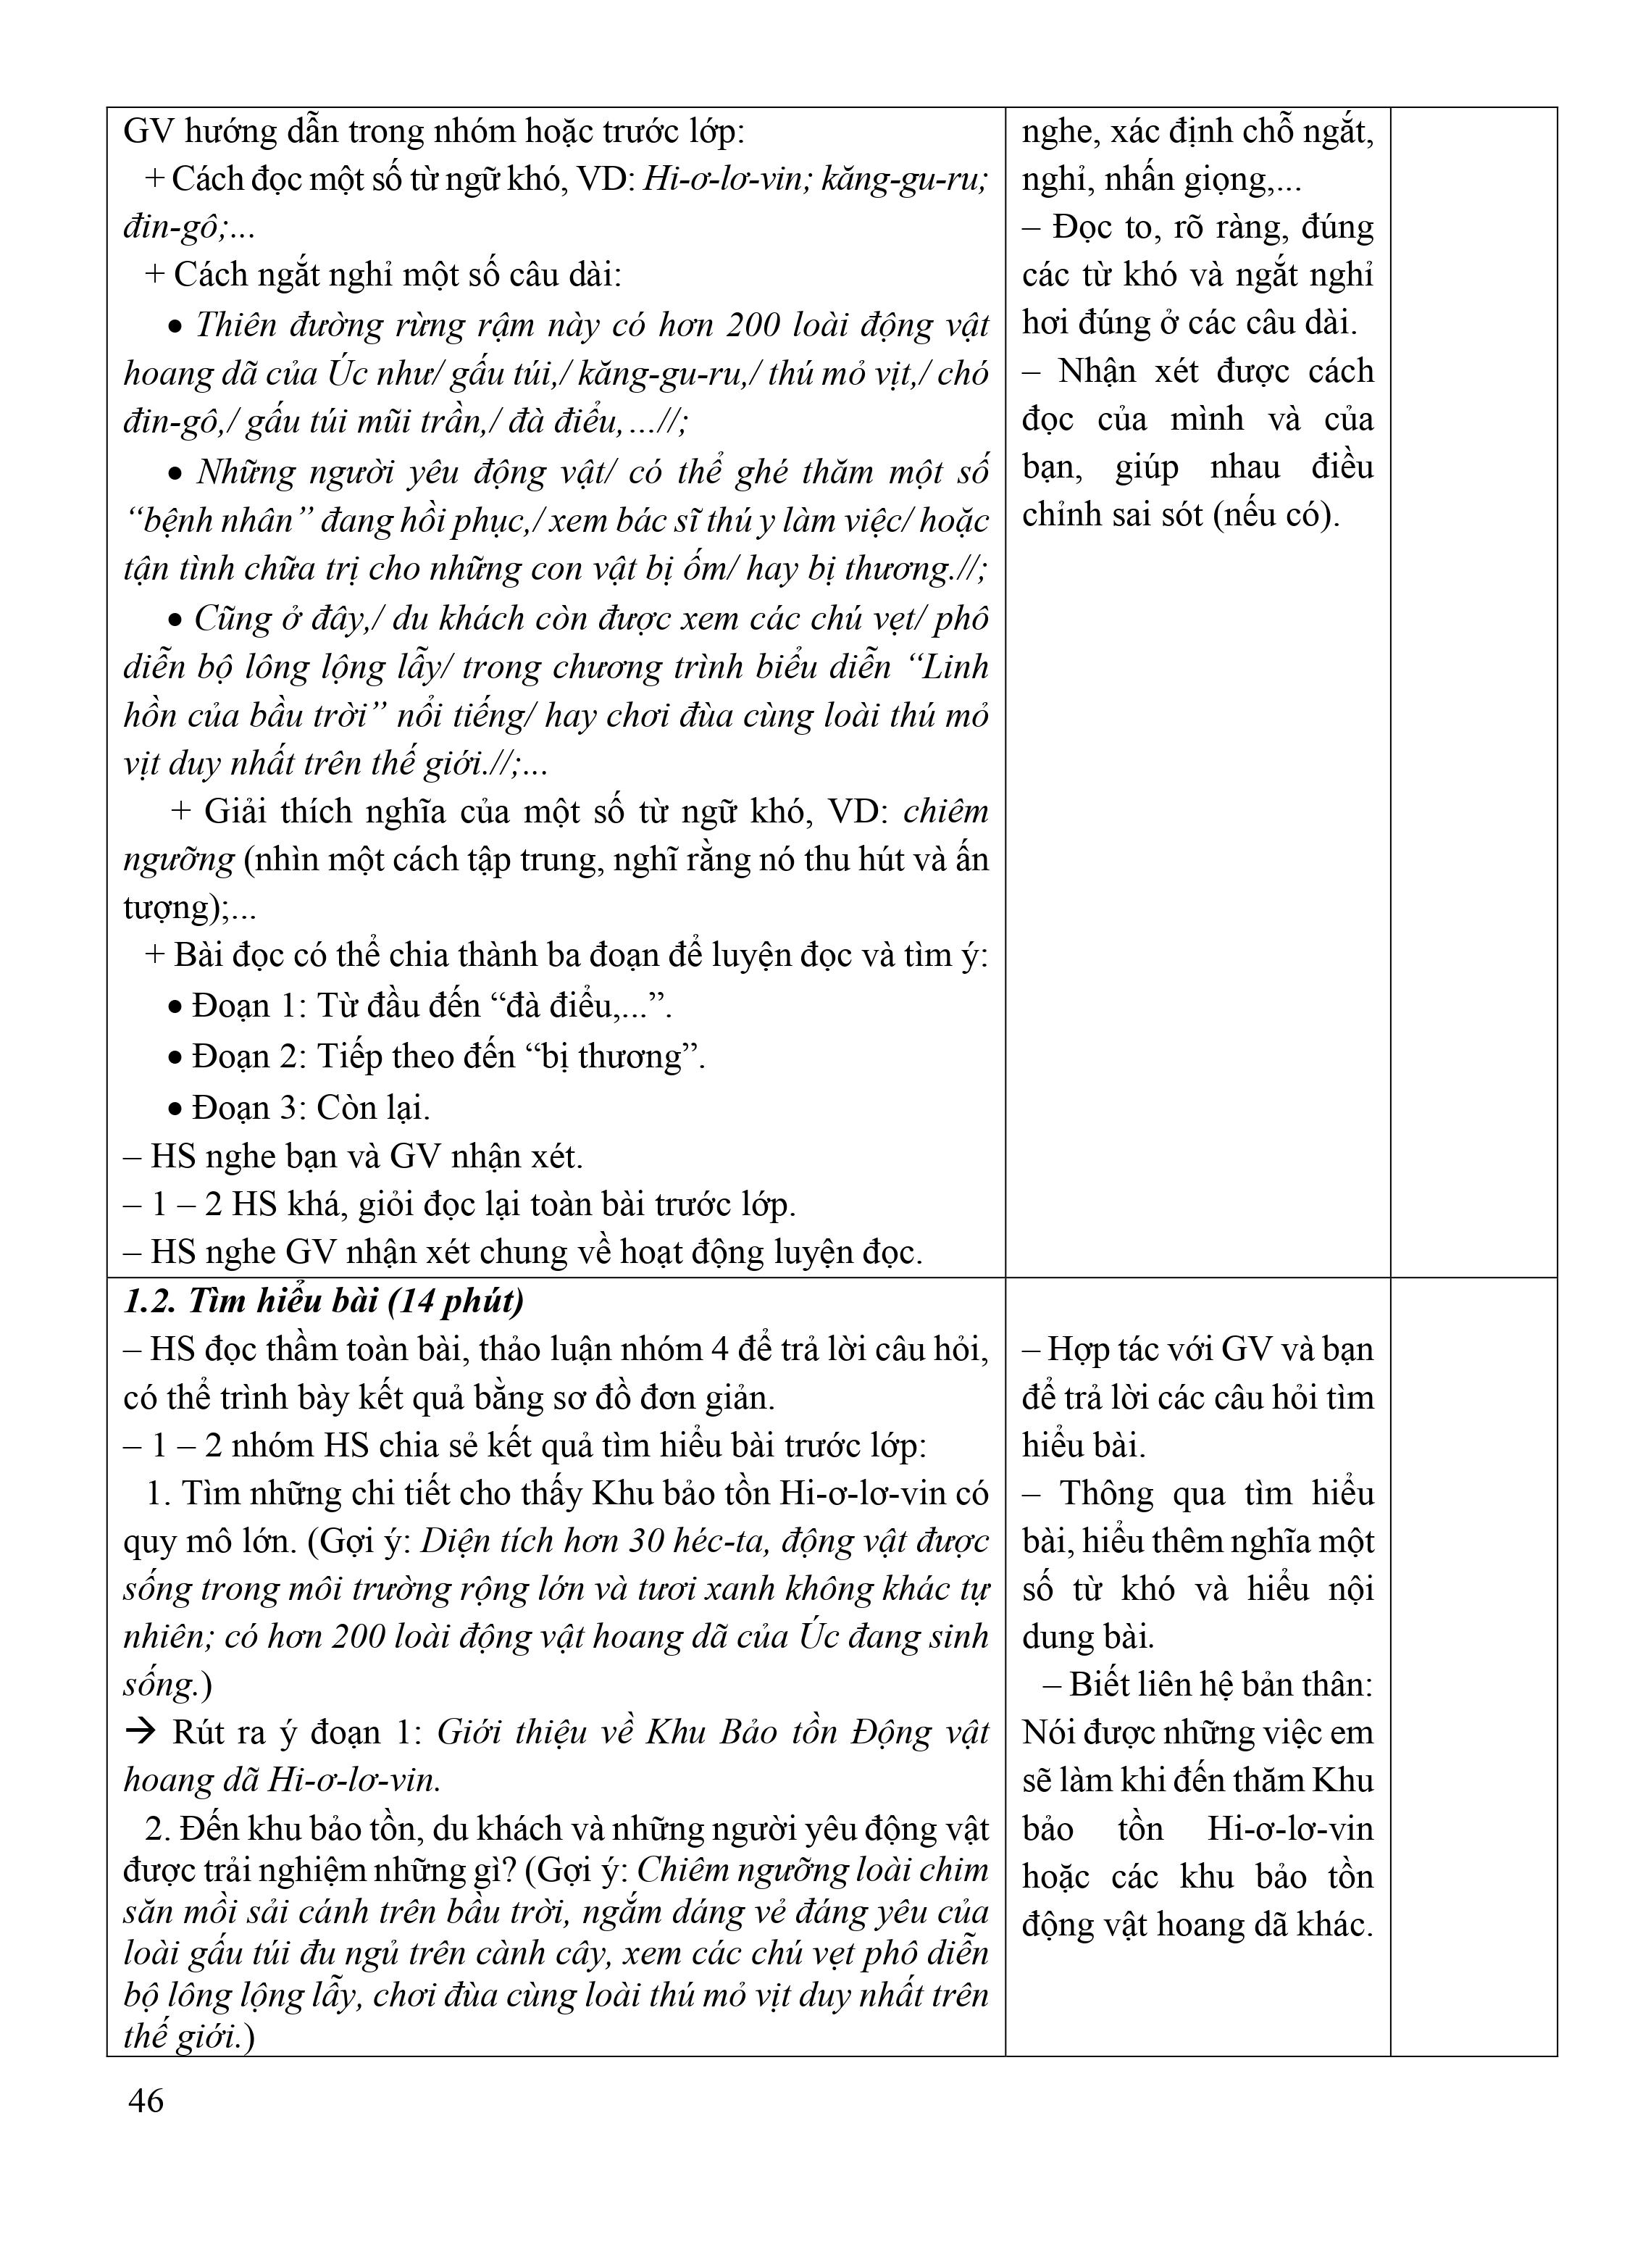 GV hướng dẫn trong nhóm hoặc trước lớp:
+ Cách đọc một số từ ngữ khó, VD: Hi-ơ-lơ-vin; kăng-gu-ru;
đin-gô;...
+ Cách ngắt nghỉ một số câu dài:
• Thiên đường rừng rậm này có hơn 200 loài động vật
hoang dã của Úc như/ gấu túi,/ kăng-gu-ru,/ thú mỏ vịt,/ chó
đin-gô,/ gấu túi mũi trần,/ đà điểu,...//;
• Những người yêu động vật/ có thể ghé thăm một số
“bệnh nhân” đang hồi phục,/ xem bác sĩ thú y làm việc/ hoặc
tận tình chữa trị cho những con vật bị ốm/ hay bị thương.//;
• Cũng ở đây,/ du khách còn được xem các chú vẹt/ phô
diễn bộ lông lộng lẫy/ trong chương trình biểu diễn “Linh
hồn của bầu trời” nổi tiếng/ hay chơi đùa cùng loài thú mỏ
vịt duy nhất trên thế giới.//;...
+ Giải thích nghĩa của một số từ ngữ khó, VD: chiêm
ngưỡng (nhìn một cách tập trung, nghĩ rằng nó thu hút và ấn
tượng);...
+ Bài đọc có thể chia thành ba đoạn để luyện đọc và tìm ý:
• Đoạn 1: Từ đầu đến “đà điểu,...”.
• Đoạn 2: Tiếp theo đến “bị thương”.
• Đoạn 3: Còn lại.
– HS nghe bạn và GV nhận xét.
– 1 – 2 HS khá, giỏi đọc lại toàn bài trước lớp.
– HS nghe GV nhận xét chung về hoạt động luyện đọc.
nghe, xác định chỗ ngắt,
nghỉ, nhấn giọng,...
– Đọc to, rõ ràng, đúng
các từ khó và ngắt nghỉ
hơi đúng ở các câu dài.
– Nhận xét được cách
đọc của mình và của
bạn, giúp nhau điều
chỉnh sai sót (nếu có).
1.2. Tìm hiểu bài (14 phút)
– HS đọc thầm toàn bài, thảo luận nhóm 4 để trả lời câu hỏi,
có thể trình bày kết quả bằng sơ đồ đơn giản.
– 1 – 2 nhóm HS chia sẻ kết quả tìm hiểu bài trước lớp:
1. Tìm những chi tiết cho thấy Khu bảo tồn Hi-ơ-lơ-vin có
quy mô lớn. (Gợi ý: Diện tích hơn 30 héc-ta, động vật được
sống trong môi trường rộng lớn và tươi xanh không khác tự
nhiên; có hơn 200 loài động vật hoang dã của Úc đang sinh
sống.)
→ Rút ra ý đoạn 1: Giới thiệu về Khu Bảo tồn Động vật
hoang dã Hi-ơ-lơ-vin.
2. Đến khu bảo tồn, du khách và những người yêu động vật
được trải nghiệm những gì? (Gợi ý: Chiêm ngưỡng loài chim
săn mồi sải cánh trên bầu trời, ngắm dáng vẻ đáng yêu của
loài gấu túi đu ngủ trên cành cây, xem các chú vẹt phô diễn
bộ lông lộng lẫy, chơi đùa cùng loài thú mỏ vịt duy nhất trên
thế giới.)
– Hợp tác với GV và bạn
để trả lời các câu hỏi tìm
hiểu bài.
– Thông qua tìm hiểu
bài, hiểu thêm nghĩa một
số từ khó và hiểu nội
dung bài.
– Biết liên hệ bản thân:
Nói được những việc em
sẽ làm khi đến thăm Khu
bảo tồn Hi-ơ-lơ-vin
hoặc các khu bảo tồn
động vật hoang dã khác.
46